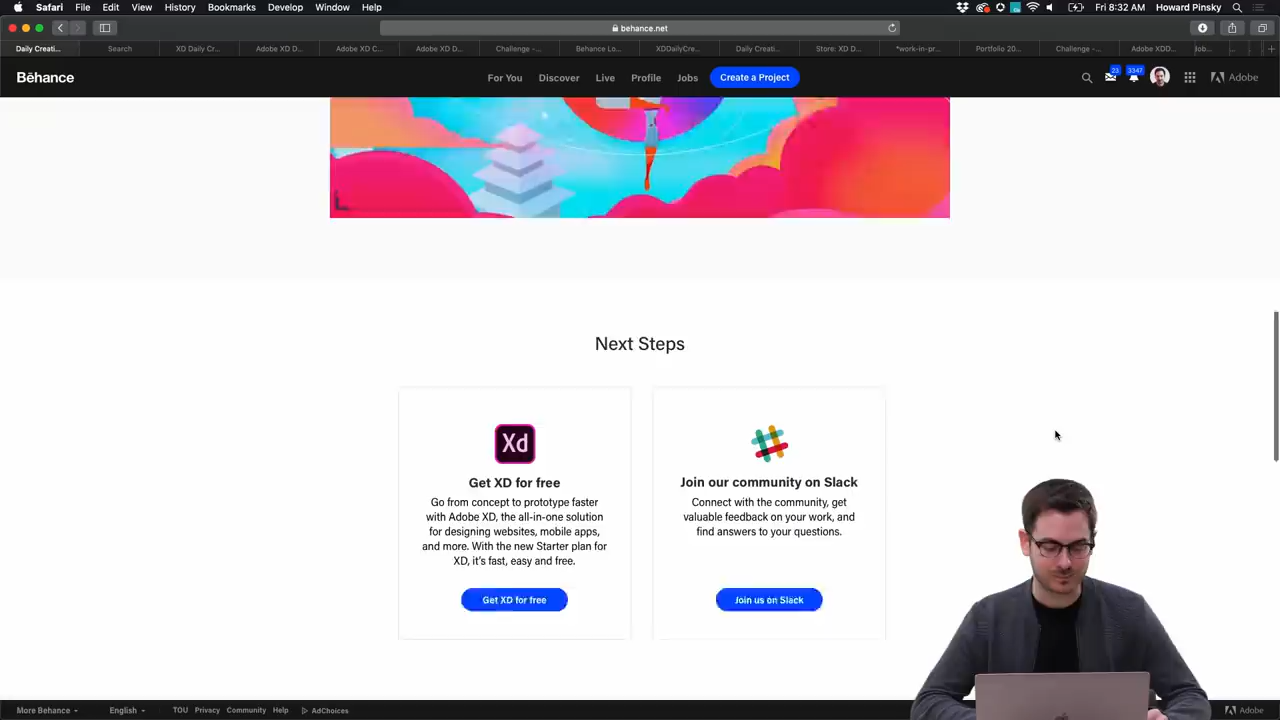 Safari File Edit View History Bookmarks Develop Window Help Fri 8:32 AM Howard Pinsky
behance.net
Daily Creati... Search XD Daily Cr... Adobe XD D... Adobe XD C... Adobe XD D... Challenge -... Behance Lo... XDDailyCre... Daily Creati... Store: XD D... *work-in-pr... Portfolio 20... Challenge -... Adobe XDD...
Bēhance For You Discover Live Profile Jobs Create a Project 23 3347 Adobe
Next Steps
Xd
Get XD for free
Go from concept to prototype faster
with Adobe XD, the all-in-one solution
for designing websites, mobile apps,
and more. With the new Starter plan for
XD, it's fast, easy and free.
Get XD for free
Join our community on Slack
Connect with the community, get
valuable feedback on your work, and
find answers to your questions.
Join us on Slack
More Behance English TOU Privacy Community Help AdChoices Adobe